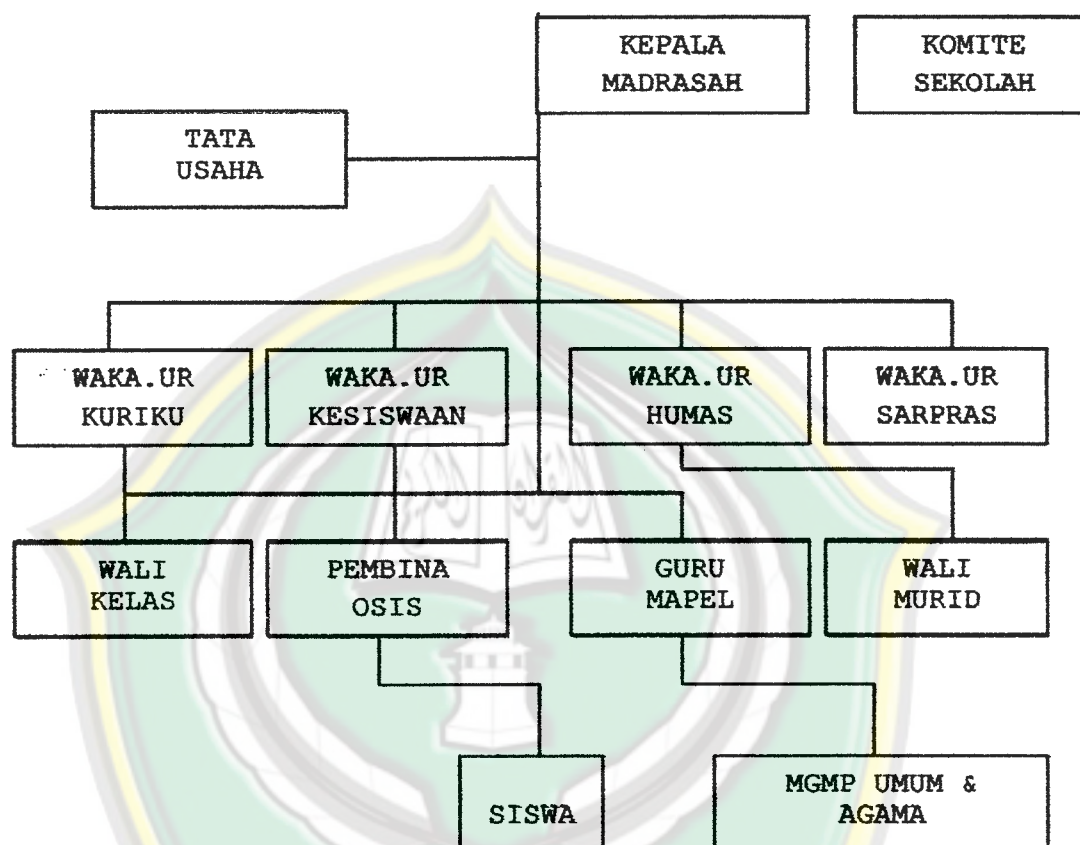 KEPALA
MADRASAH
KOMITE
SEKOLAH
TATA
USAHA
WAKA.UR
KURIKU
WAKA.UR
KESISWAAN
WAKA.UR
HUMAS
WAKA.UR
SARPRAS
WALI
KELAS
PEMBINA
OSIS
GURU
MAPEL
WALI
MURID
SISWA
MGMP UMUM &
AGAMA